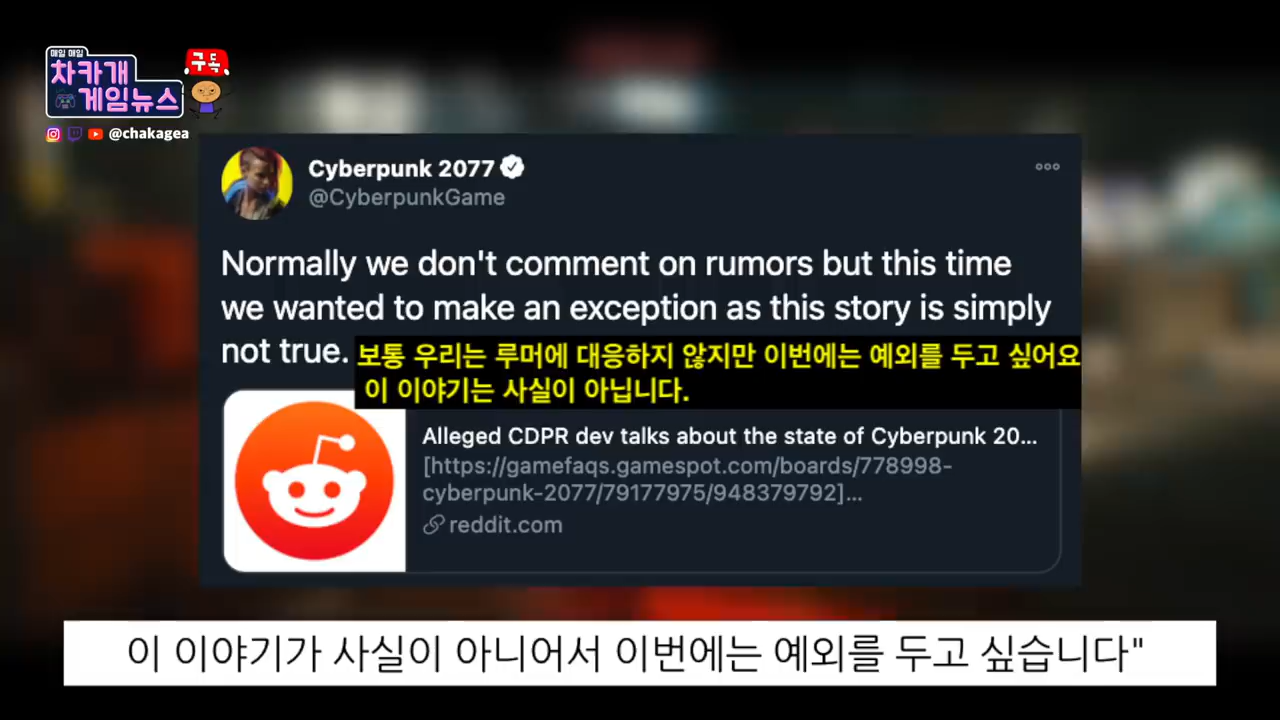 매일 매일
차카개
게임뉴스
구독
@chakagea
Cyberpunk 2077
@CyberpunkGame
Normally we don't comment on rumors but this time
we wanted to make an exception as this story is simply
not true.
보통 우리는 루머에 대응하지 않지만 이번에는 예외를 두고 싶어요
이 이야기는 사실이 아닙니다.
Alleged CDPR dev talks about the state of Cyberpunk 20...
[https://gamefaqs.gamespot.com/boards/778998-
cyberpunk-2077/79177975/948379792]...
reddit.com
이 이야기가 사실이 아니어서 이번에는 예외를 두고 싶습니다"